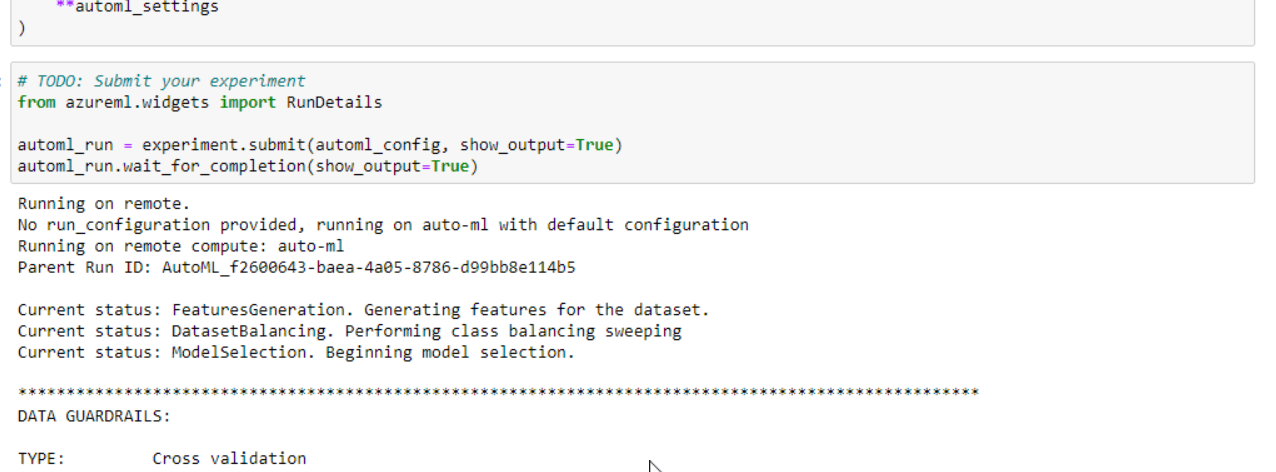 **automl_settings
)
# TODO: Submit your experiment
from azureml.widgets import RunDetails
automl_run = experiment.submit(automl_config, show_output=True)
automl_run.wait_for_completion(show_output=True)
Running on remote.
No run_configuration provided, running on auto-ml with default configuration
Running on remote compute: auto-ml
Parent Run ID: AutoML_f2600643-baea-4a05-8786-d99bb8e114b5
Current status: FeaturesGeneration. Generating features for the dataset.
Current status: DatasetBalancing. Performing class balancing sweeping
Current status: ModelSelection. Beginning model selection.
****************************************************************************************************
DATA GUARDRAILS:
TYPE: Cross validation